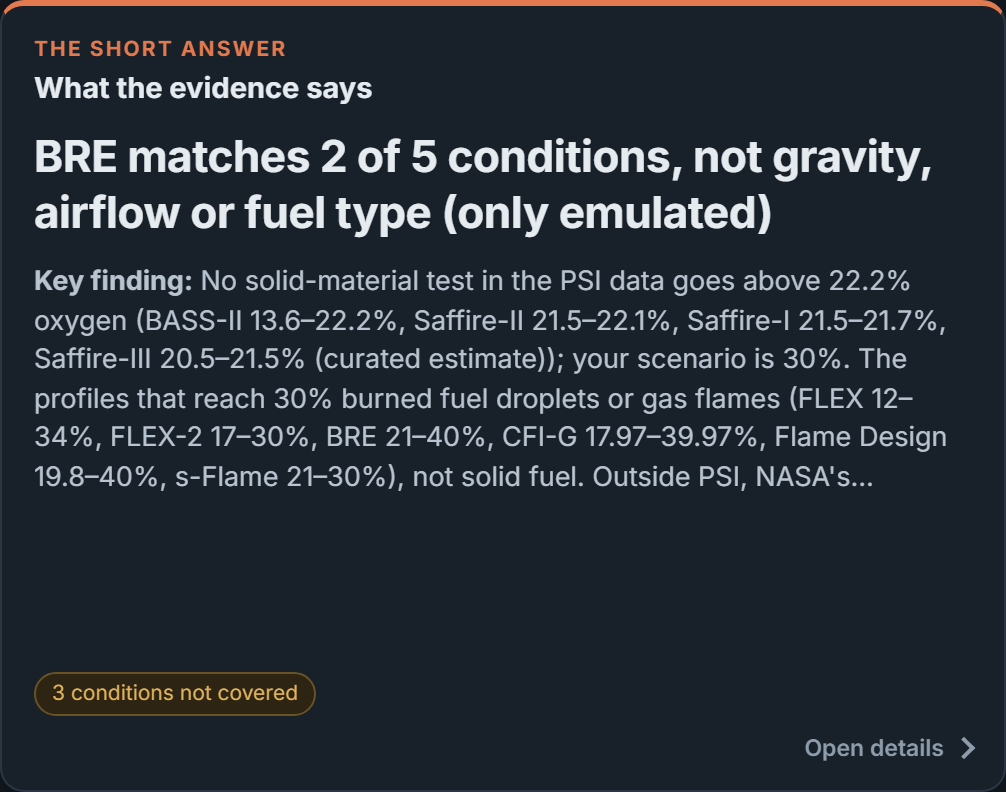 THE SHORT ANSWER
What the evidence says
BRE matches 2 of 5 conditions, not gravity,
airflow or fuel type (only emulated)
Key finding: No solid-material test in the PSI data goes above 22.2%
oxygen (BASS-II 13.6–22.2%, Saffire-II 21.5–22.1%, Saffire-I 21.5–21.7%,
Saffire-III 20.5–21.5% (curated estimate)); your scenario is 30%. The
profiles that reach 30% burned fuel droplets or gas flames (FLEX 12–
34%, FLEX-2 17–30%, BRE 21–40%, CFI-G 17.97–39.97%, Flame Design
19.8–40%, s-Flame 21–30%), not solid fuel. Outside PSI, NASA's...
3 conditions not covered
Open details